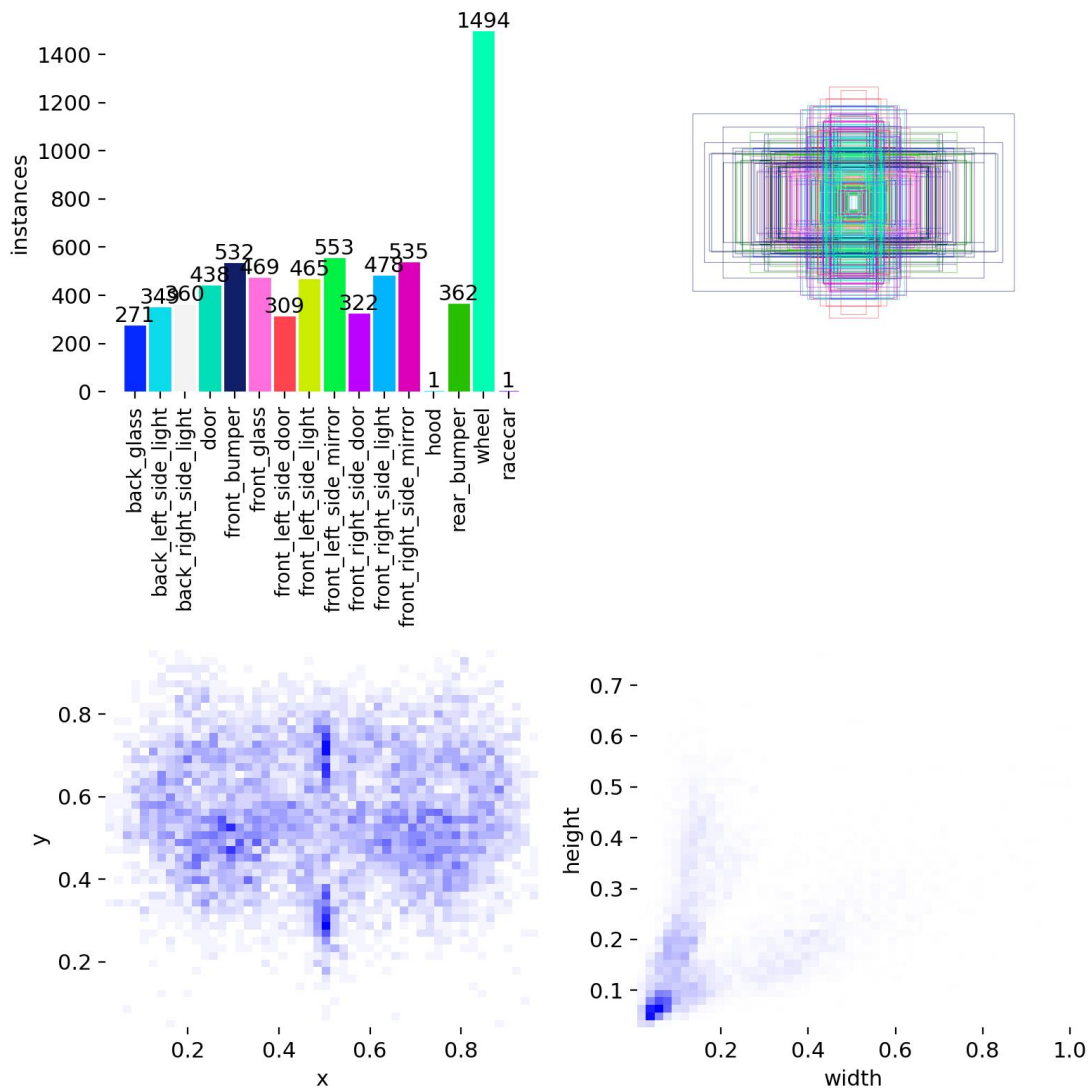 1494
1400
1200
1000
800
600
400
200
0
instances
271
349
360
438
532
469
309
465
553
322
478
535
1
362
1
back_glass
back_left_side_light
back_right_side_light
door
front_bumper
front_glass
front_left_side_door
front_left_side_light
front_left_side_mirror
front_right_side_door
front_right_side_light
front_right_side_mirror
hood
rear_bumper
wheel
racecar
0.8
0.6
0.4
0.2
y
0.2
0.4
0.6
0.8
x
0.7
0.6
0.5
0.4
0.3
0.2
0.1
height
0.2
0.4
0.6
0.8
1.0
width